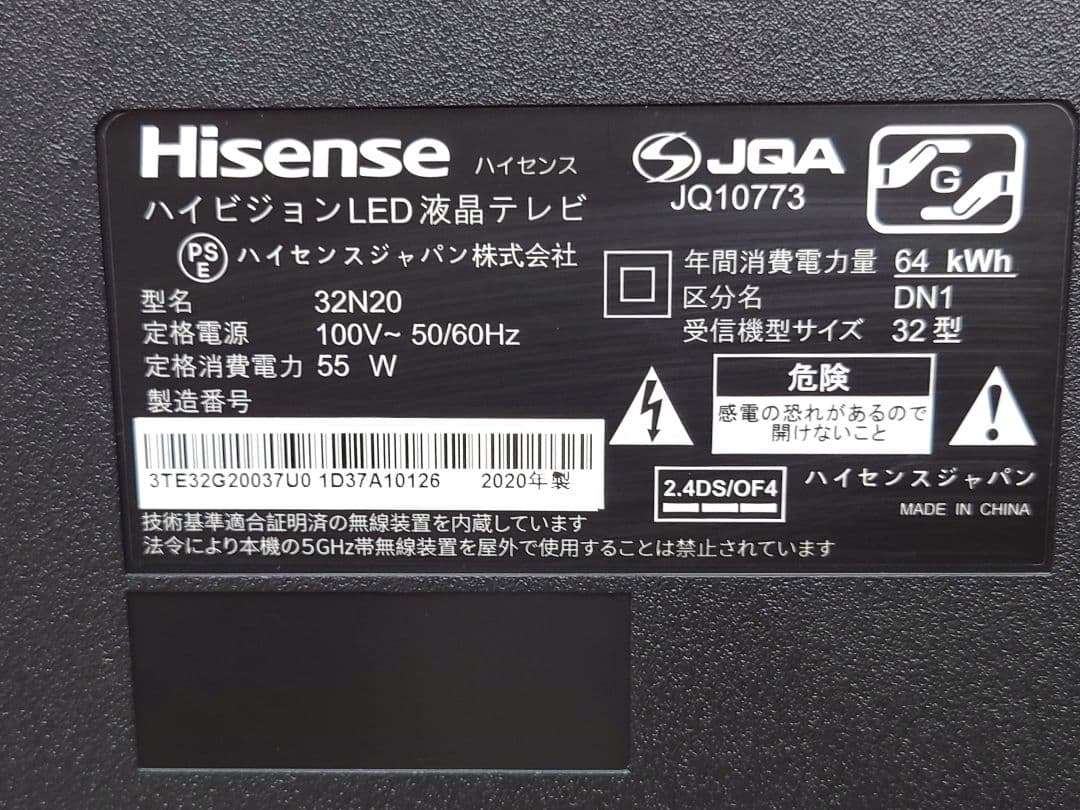 Hisense ハイセンス
ハイビジョンLED液晶テレビ
PS E ハイセンスジャパン株式会社
型名 32N20
定格電源 100V~ 50/60Hz
定格消費電力 55 W
製造番号
3TE32G20037U0 1D37A10126 2020年製
技術基準適合証明済の無線装置を内蔵しています
法令により本機の5GHz帯無線装置を屋外で使用することは禁止されています
S JQA
JQ10773
G
年間消費電力量 64 kWh
区分名 DN1
受信機型サイズ 32型
危険
感電の恐れがあるので
開けないこと
2.4DS/OF4
ハイセンスジャパン
MADE IN CHINA